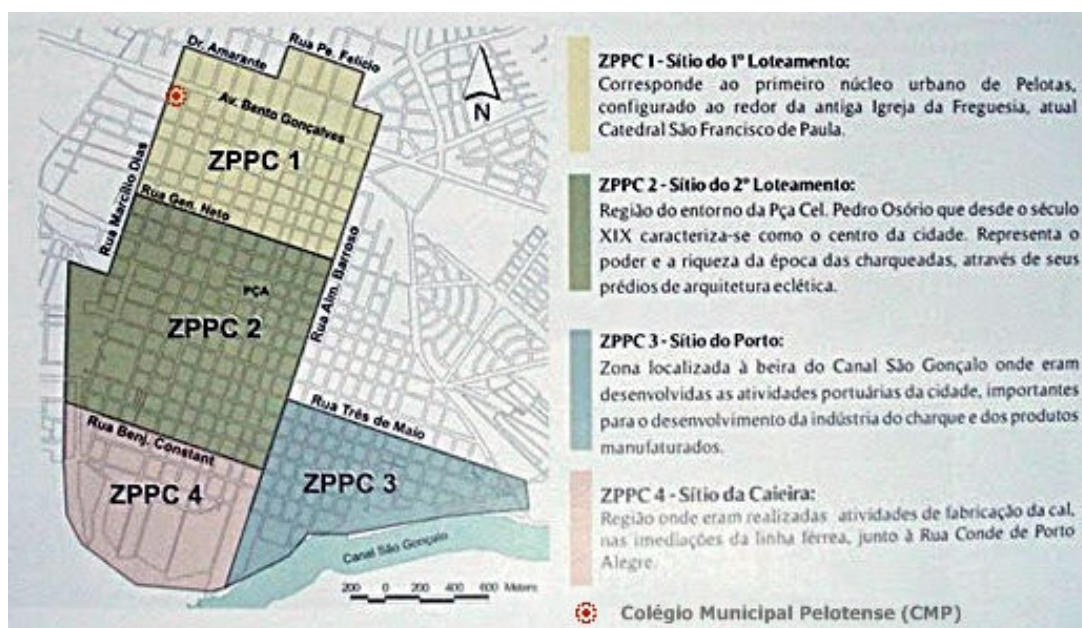 Rua Pe. Felicio
Dr. Amarante
N
Av. Bento Gonçalves
ZPPC 1
Rua Marcílio Dias
Rua Gen. Neto
Rua Alm. Barroso
PÇA
ZPPC 2
Rua Três de Maio
Rua Benj. Constant
ZPPC 4
ZPPC 3
Canal São Gonçalo
200 0 200 400 600 Meters
ZPPC 1 - Sítio do 1º Loteamento:
Corresponde ao primeiro núcleo urbano de Pelotas,
configurado ao redor da antiga Igreja da Freguesia, atual
Catedral São Francisco de Paula.
ZPPC 2 - Sítio do 2º Loteamento:
Região do entorno da Pça Cel. Pedro Osório que desde o século
XIX caracteriza-se como o centro da cidade. Representa o
poder e a riqueza da época das charqueadas, através de seus
prédios de arquitetura eclética.
ZPPC 3 - Sítio do Porto:
Zona localizada à beira do Canal São Gonçalo onde eram
desenvolvidas as atividades portuárias da cidade, importantes
para o desenvolvimento da indústria do charque e dos produtos
manufaturados.
ZPPC 4 - Sítio da Caieira:
Região onde eram realizadas atividades de fabricação da cal,
nas imediações da linha férrea, junto à Rua Conde de Porto
Alegre.
Colégio Municipal Pelotense (CMP)